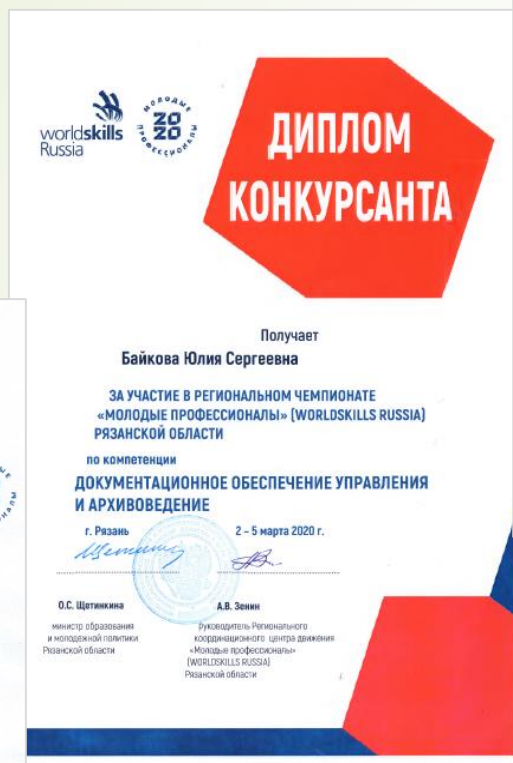 worldskills
Russia
МОЛОДЫЕ
20
20
ПРОФЕССИОНАЛЫ
ДИПЛОМ
КОНКУРСАНТА
Получает
Байкова Юлия Сергеевна
ЗА УЧАСТИЕ В РЕГИОНАЛЬНОМ ЧЕМПИОНАТЕ
«МОЛОДЫЕ ПРОФЕССИОНАЛЫ» (WORLDSKILLS RUSSIA)
РЯЗАНСКОЙ ОБЛАСТИ
по компетенции
ДОКУМЕНТАЦИОННОЕ ОБЕСПЕЧЕНИЕ УПРАВЛЕНИЯ
И АРХИВОВЕДЕНИЕ
г. Рязань 2 – 5 марта 2020 г.
О.С. Щетинкина А.В. Зенин
министр образования руководитель Регионального
и молодежной политики координационного центра движения
Рязанской области «Молодые профессионалы»
(WORLDSKILLS RUSSIA)
Рязанской области